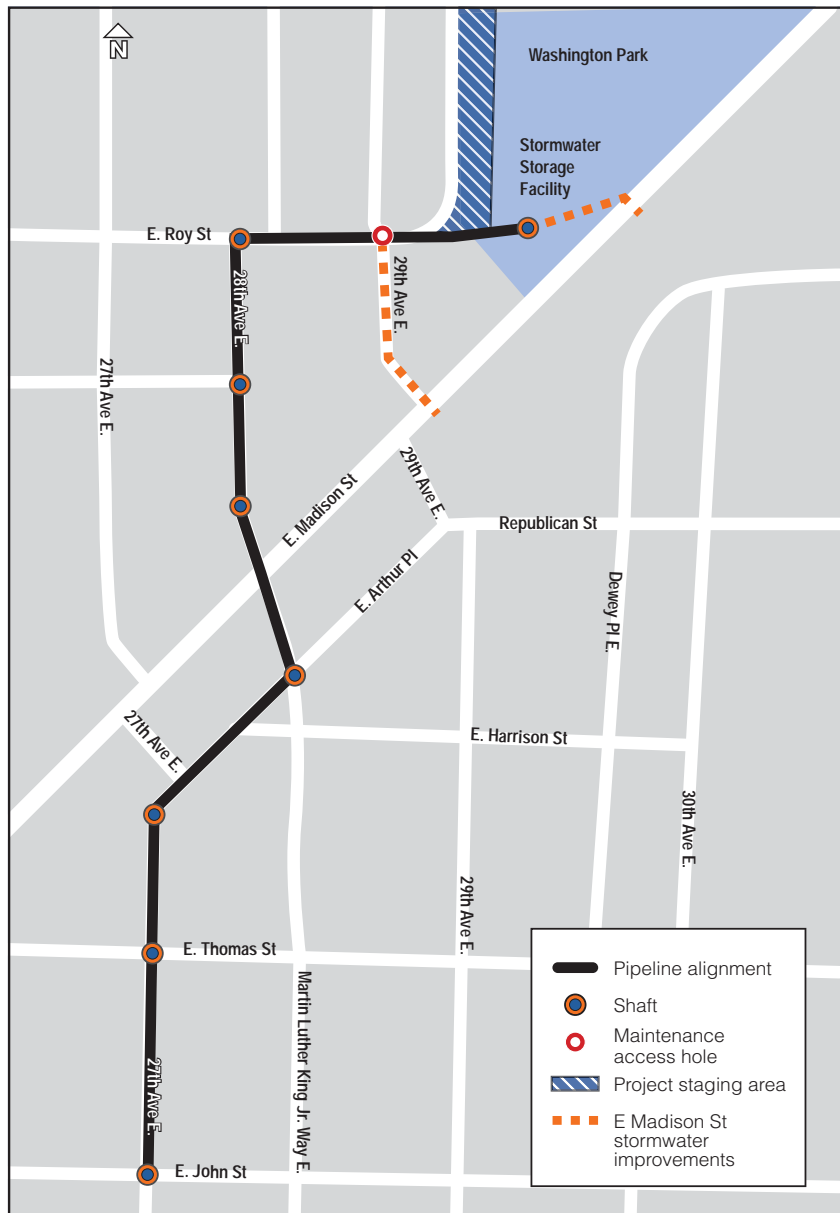 N
Washington Park
Stormwater
Storage
Facility
E. Roy St
28th Ave E.
29th Ave E.
27th Ave E.
E. Madison St
29th Ave E.
Republican St
E. Arthur Pl
Dewey Pl E.
27th Ave E.
E. Harrison St
30th Ave E.
29th Ave E.
E. Thomas St
Martin Luther King Jr. Way E.
27th Ave E.
E. John St
Pipeline alignment
Shaft
Maintenance
access hole
Project staging area
E Madison St
stormwater
improvements